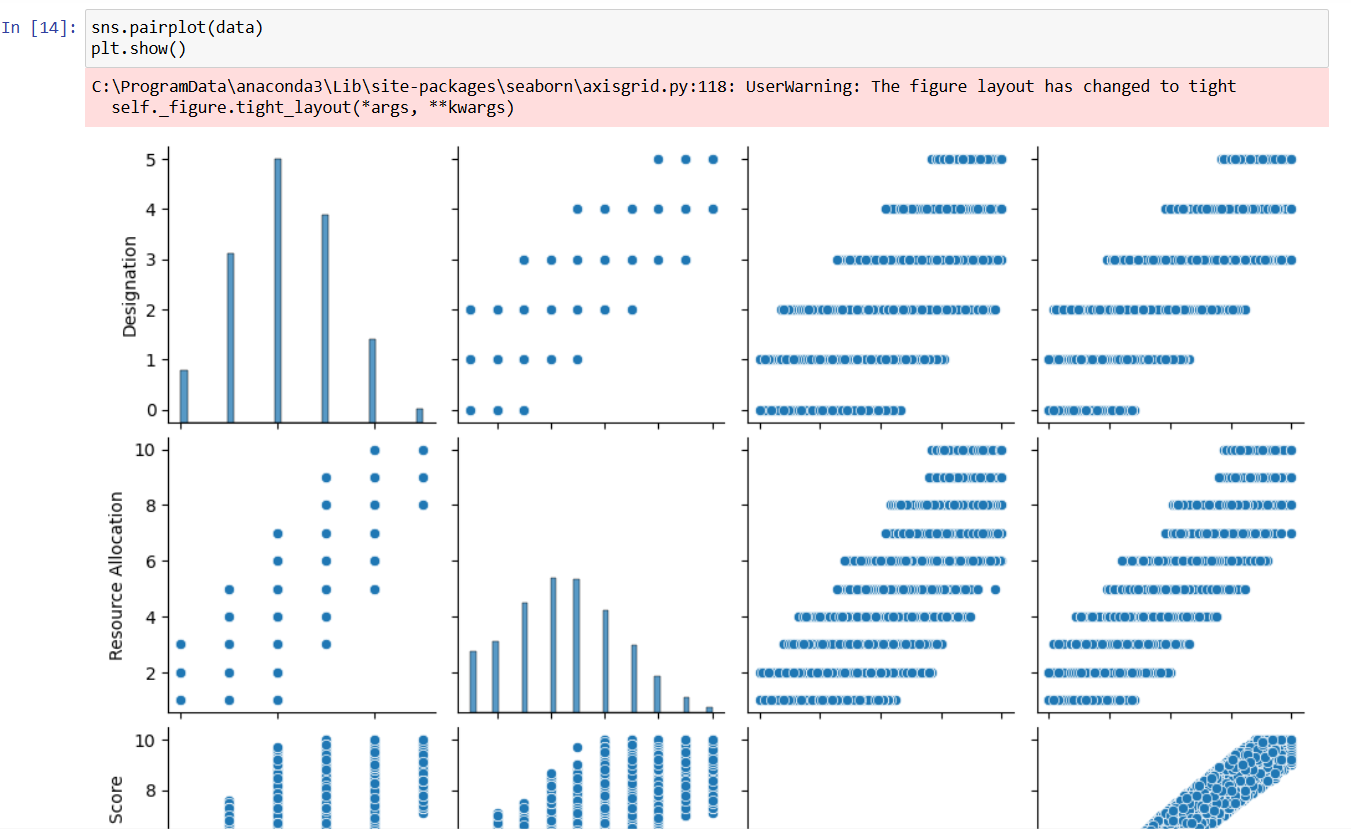 In [14]: sns.pairplot(data)
plt.show()
C:\ProgramData\anaconda3\Lib\site-packages\seaborn\axisgrid.py:118: UserWarning: The figure layout has changed to tight
  self._figure.tight_layout(*args, **kwargs)
5
4
3
2
1
0
Designation
10
8
6
4
2
Resource Allocation
10
8
Score